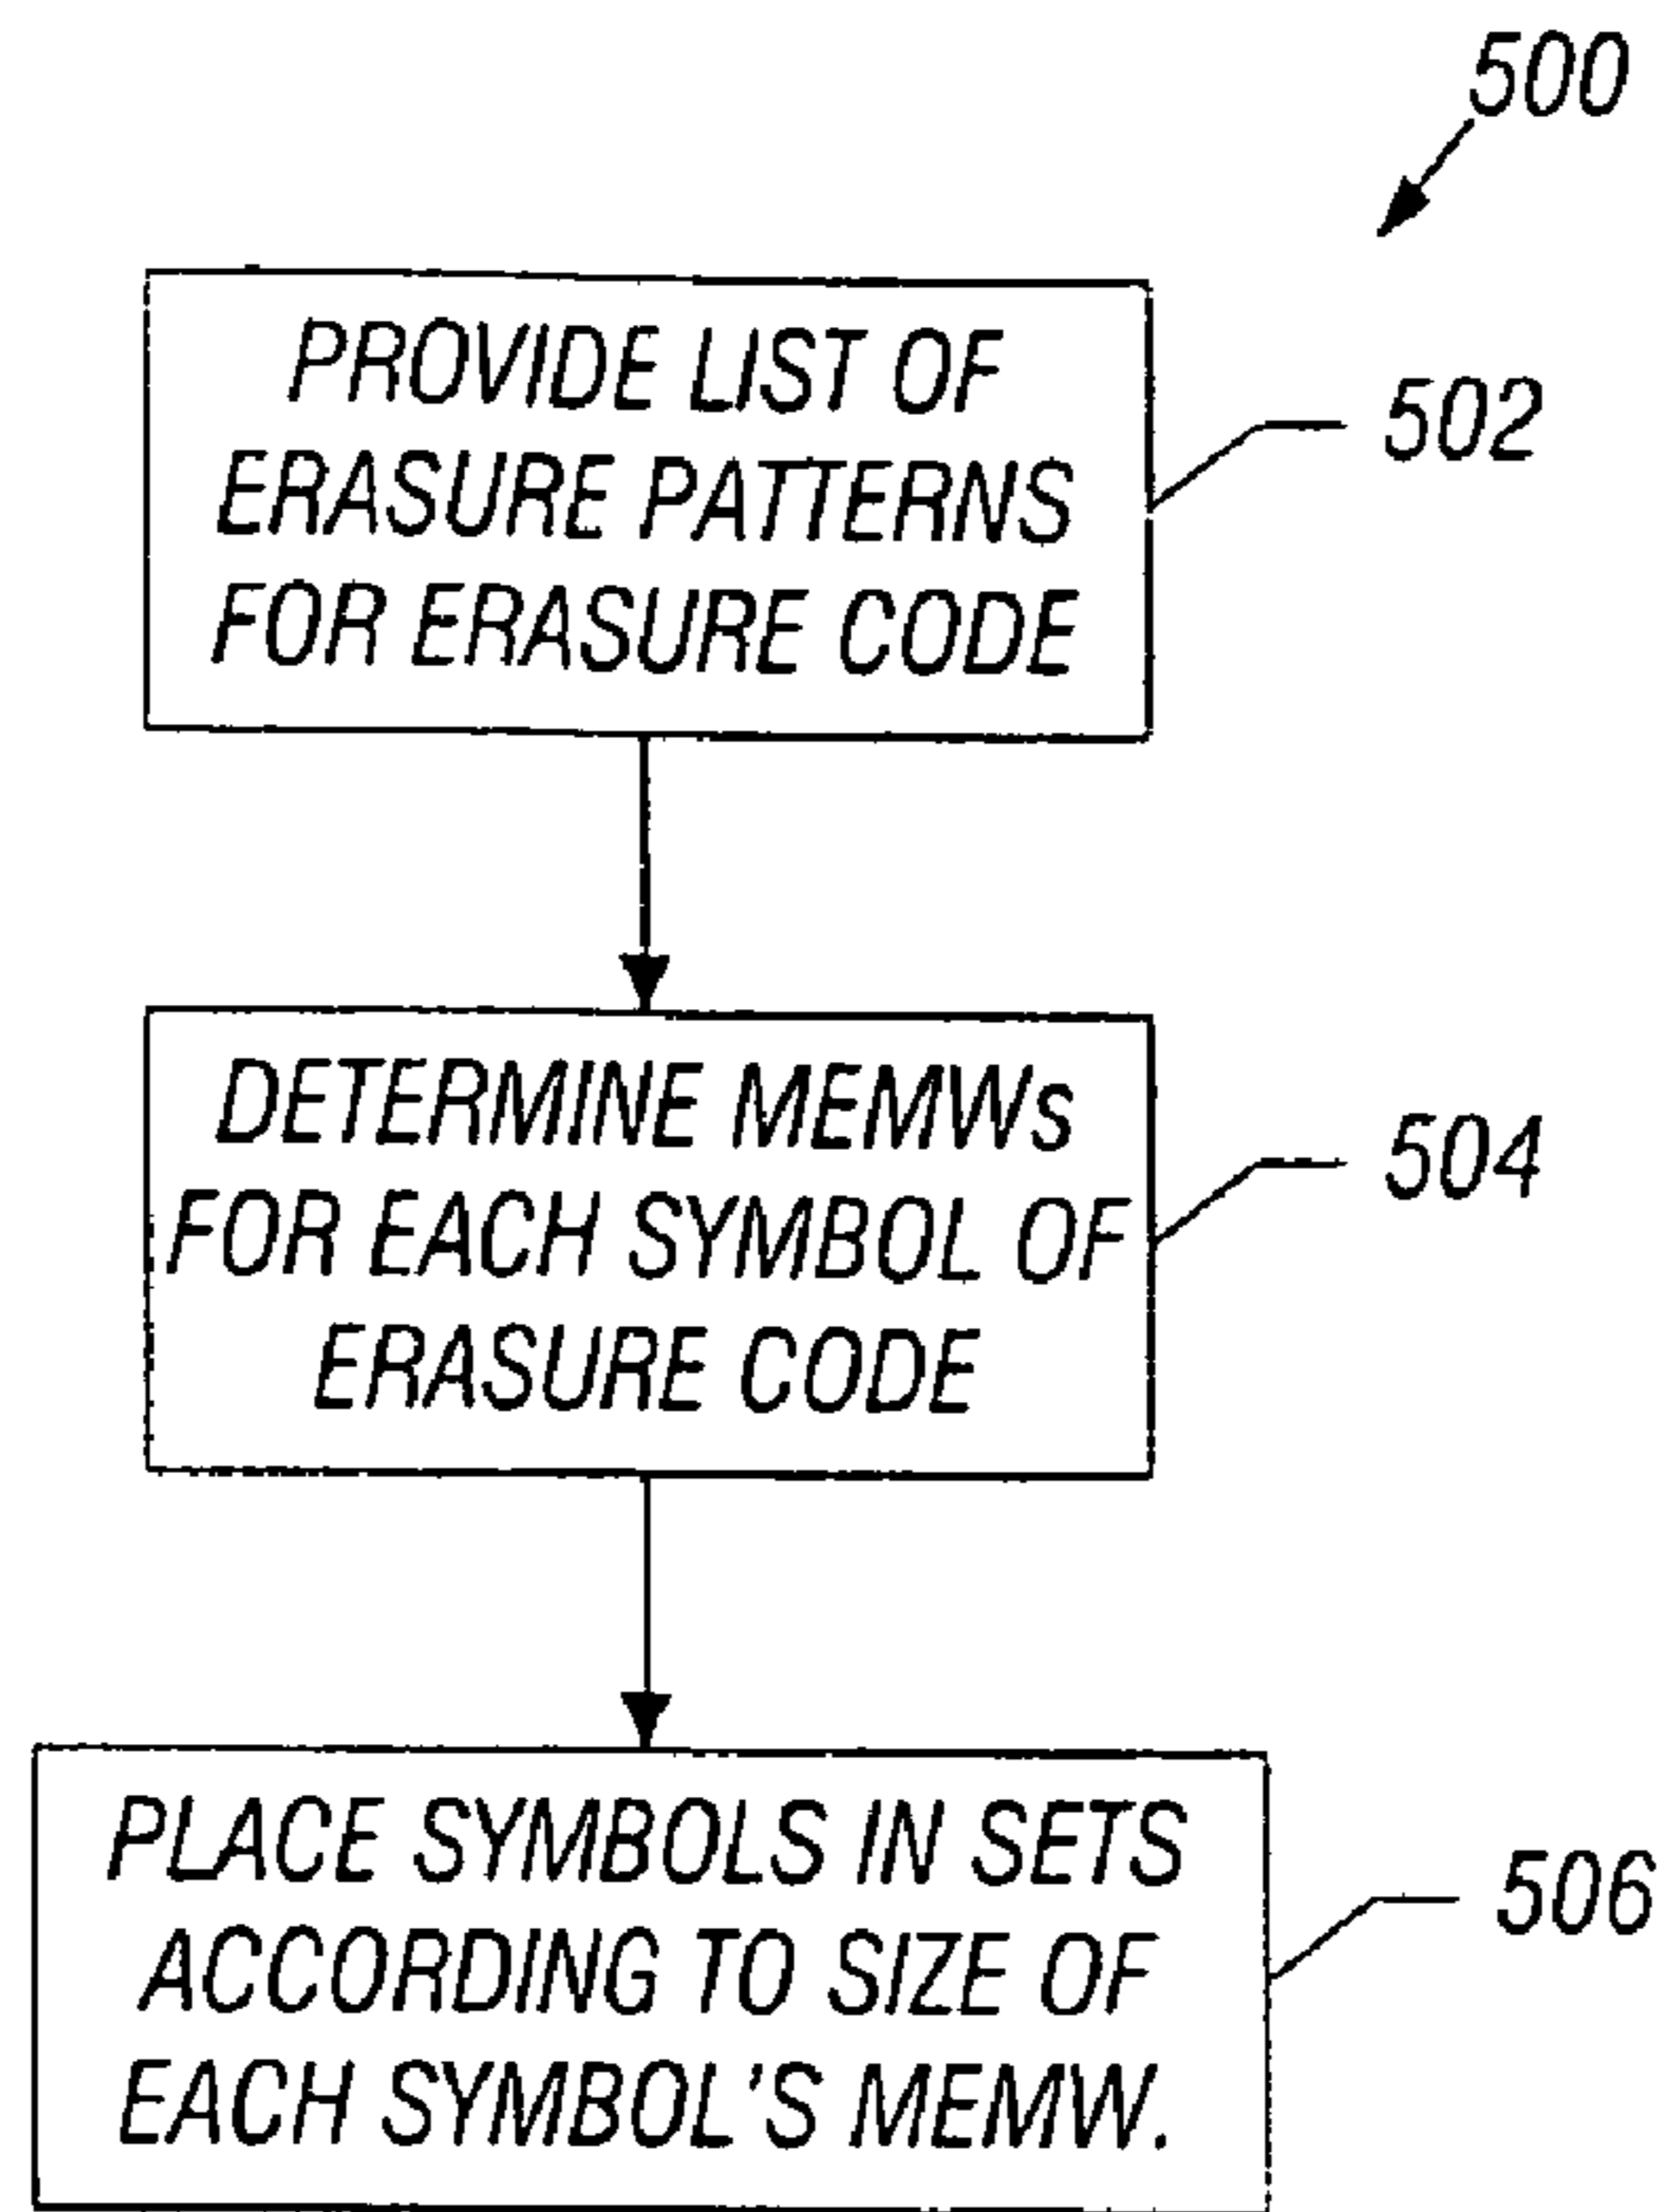 500
PROVIDE LIST OF
ERASURE PATTERNS
FOR ERASURE CODE
502
DETERMINE MEMWs
FOR EACH SYMBOL OF
ERASURE CODE
504
PLACE SYMBOLS IN SETS
ACCORDING TO SIZE OF
EACH SYMBOL'S MEMW.
506